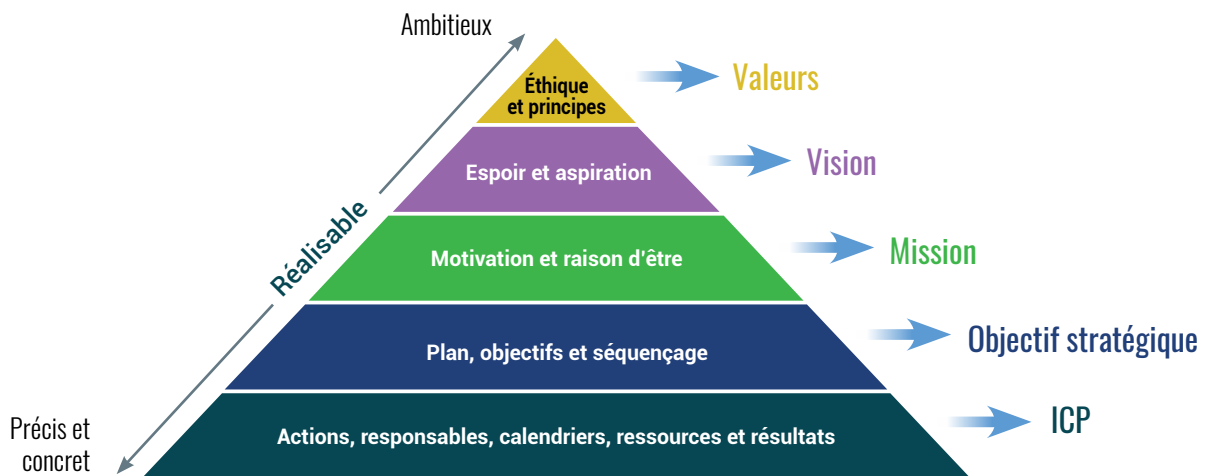 Ambitieux
Éthique
et principes
Valeurs
Espoir et aspiration
Vision
Réalisable
Motivation et raison d'être
Mission
Plan, objectifs et séquençage
Objectif stratégique
Précis et
concret
Actions, responsables, calendriers, ressources et résultats
ICP